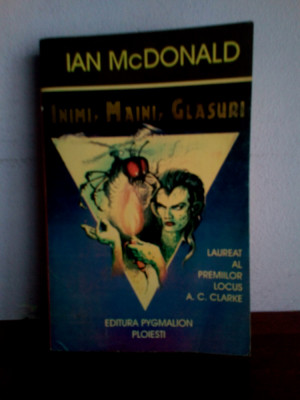 IAN McDONALD
INIMI, MAINI, GLASURI
LAUREAT
AL
PREMIILOR
LOCUS
A. C. CLARKE
EDITURA PYGMALION
PLOIESTI